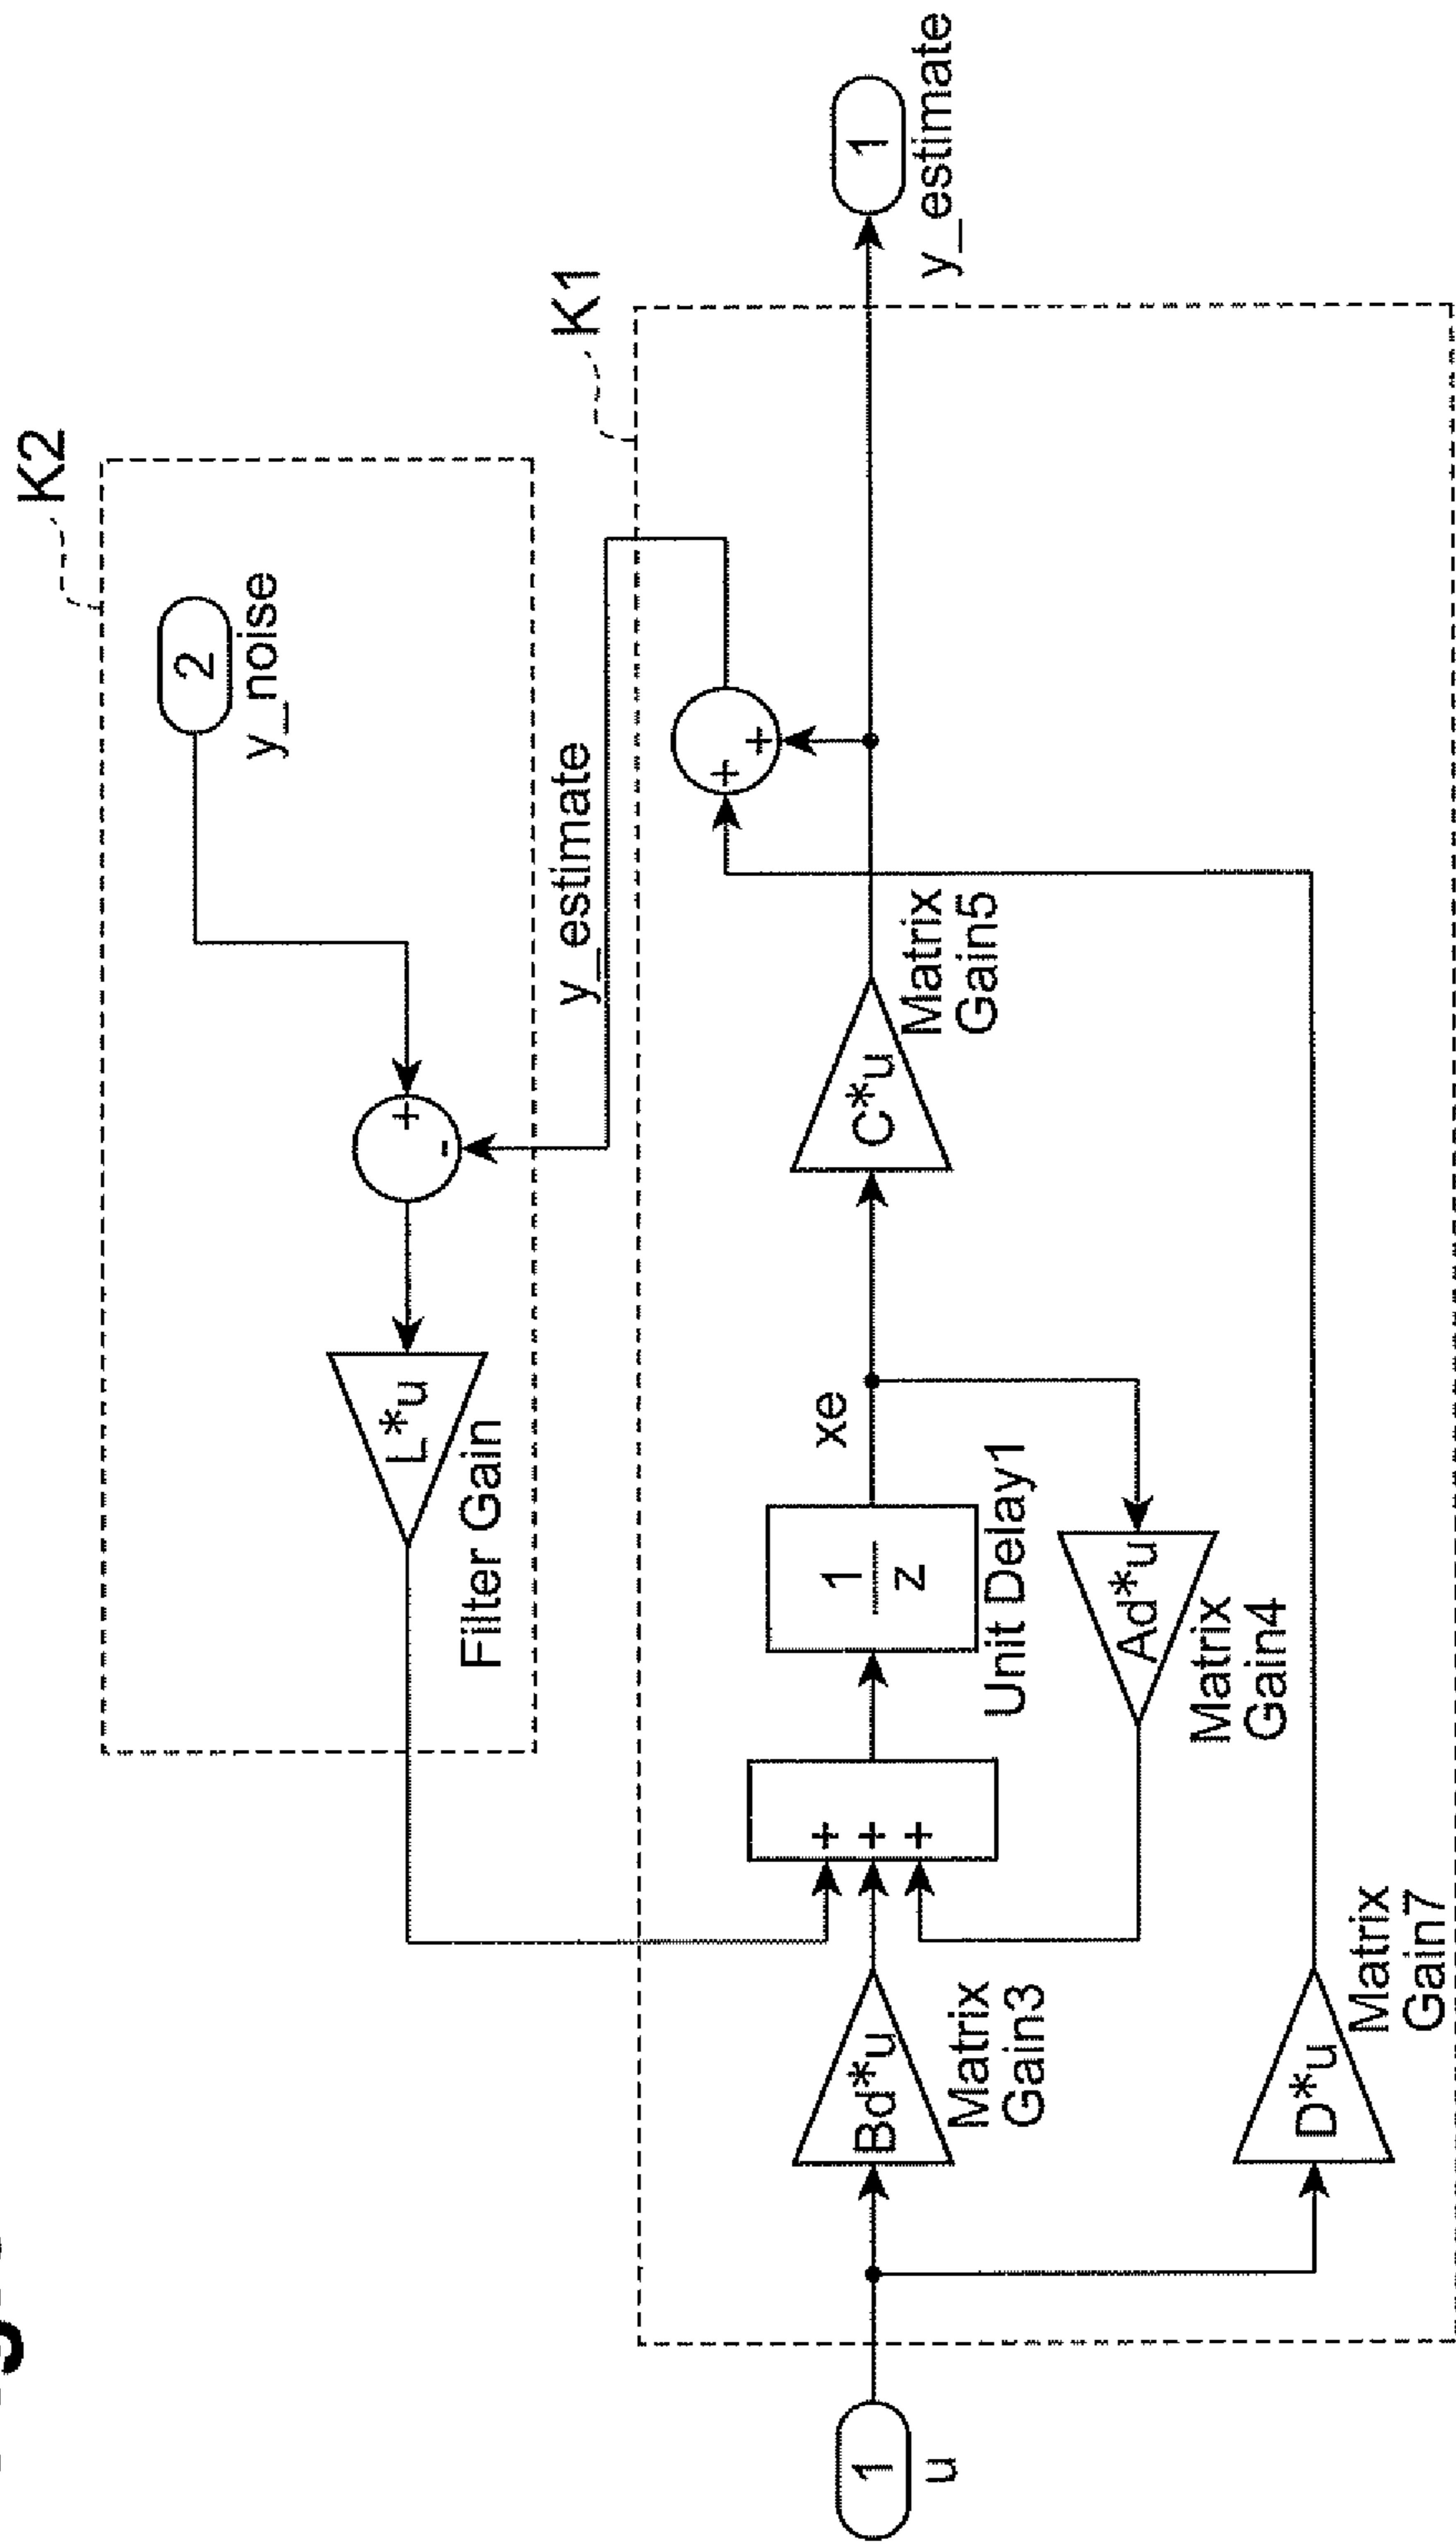 K2
2
y_noise
+
-
L*u
Filter Gain
y_estimate
K1
+
+
1
y_estimate
C*u
Matrix
Gain5
xe
1
z
Unit Delay1
Ad*u
Matrix
Gain4
+
+
+
Bd*u
Matrix
Gain3
D*u
Matrix
Gain7
1
u